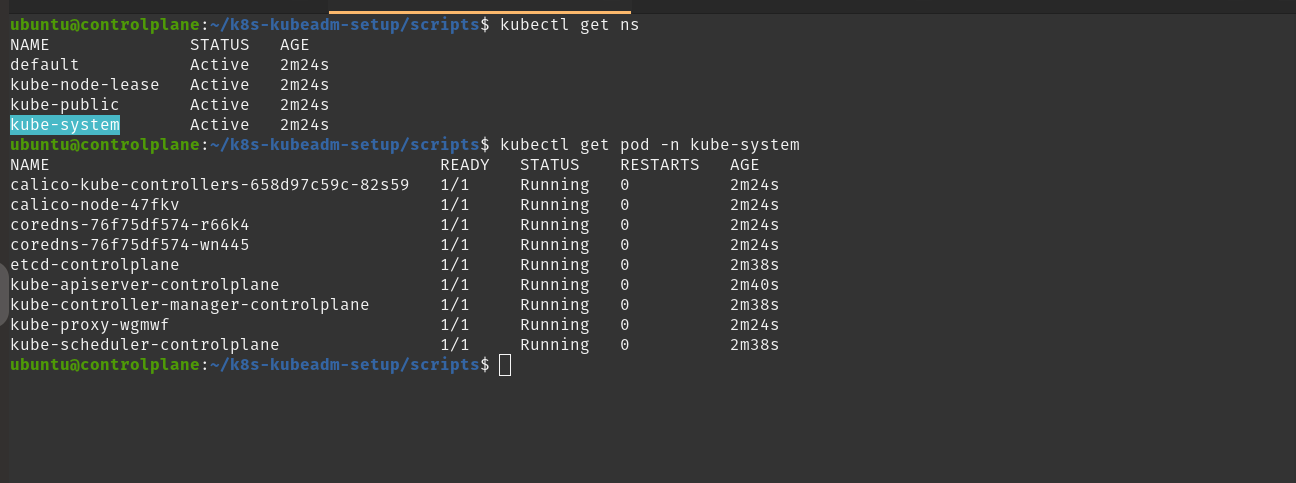 ubuntu@controlplane:~/k8s-kubeadm-setup/scripts$ kubectl get ns
NAME              STATUS   AGE
default           Active   2m24s
kube-node-lease   Active   2m24s
kube-public       Active   2m24s
kube-system       Active   2m24s
ubuntu@controlplane:~/k8s-kubeadm-setup/scripts$ kubectl get pod -n kube-system
NAME                                       READY   STATUS    RESTARTS   AGE
calico-kube-controllers-658d97c59c-82s59   1/1     Running   0          2m24s
calico-node-47fkv                          1/1     Running   0          2m24s
coredns-76f75df574-r66k4                   1/1     Running   0          2m24s
coredns-76f75df574-wn445                   1/1     Running   0          2m24s
etcd-controlplane                          1/1     Running   0          2m38s
kube-apiserver-controlplane                1/1     Running   0          2m40s
kube-controller-manager-controlplane       1/1     Running   0          2m38s
kube-proxy-wgmwf                           1/1     Running   0          2m24s
kube-scheduler-controlplane                1/1     Running   0          2m38s
ubuntu@controlplane:~/k8s-kubeadm-setup/scripts$